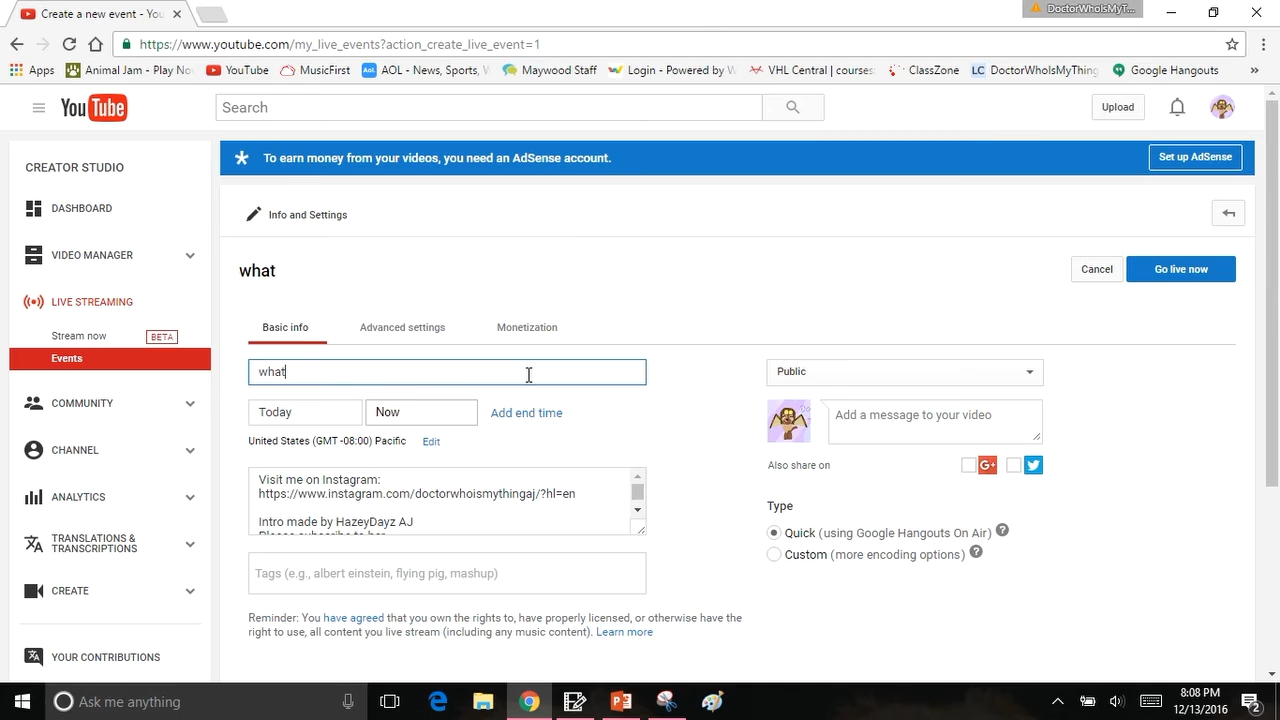 Create a new event - You
DoctorWhoIsMyT...
https://www.youtube.com/my_live_events?action_create_live_event=1
Apps Animal Jam - Play No YouTube MusicFirst AOL - News, Sports, Maywood Staff Login - Powered by VHL Central | courses ClassZone DoctorWhoIsMyThing Google Hangouts »
YouTube Search Upload
CREATOR STUDIO
* To earn money from your videos, you need an AdSense account. Set up AdSense
DASHBOARD
Info and Settings
VIDEO MANAGER
what Cancel Go live now
LIVE STREAMING
Stream now BETA
Basic info Advanced settings Monetization
Events
what Public
COMMUNITY
Today Now Add end time Add a message to your video
United States (GMT -08:00) Pacific Edit
CHANNEL
Also share on G+
Visit me on Instagram:
https://www.instagram.com/doctorwhoismythingaj/?hl=en
ANALYTICS
Type
Intro made by HazeyDayz AJ
Please subscribe to her
Quick (using Google Hangouts On Air) ?
TRANSLATIONS & TRANSCRIPTIONS
Custom (more encoding options) ?
Tags (e.g., albert einstein, flying pig, mashup)
CREATE
Reminder: You have agreed that you own the rights to, have properly licensed, or otherwise have the
right to use, all content you live stream (including any music content). Learn more
YOUR CONTRIBUTIONS
Ask me anything
8:08 PM
12/13/2016
2